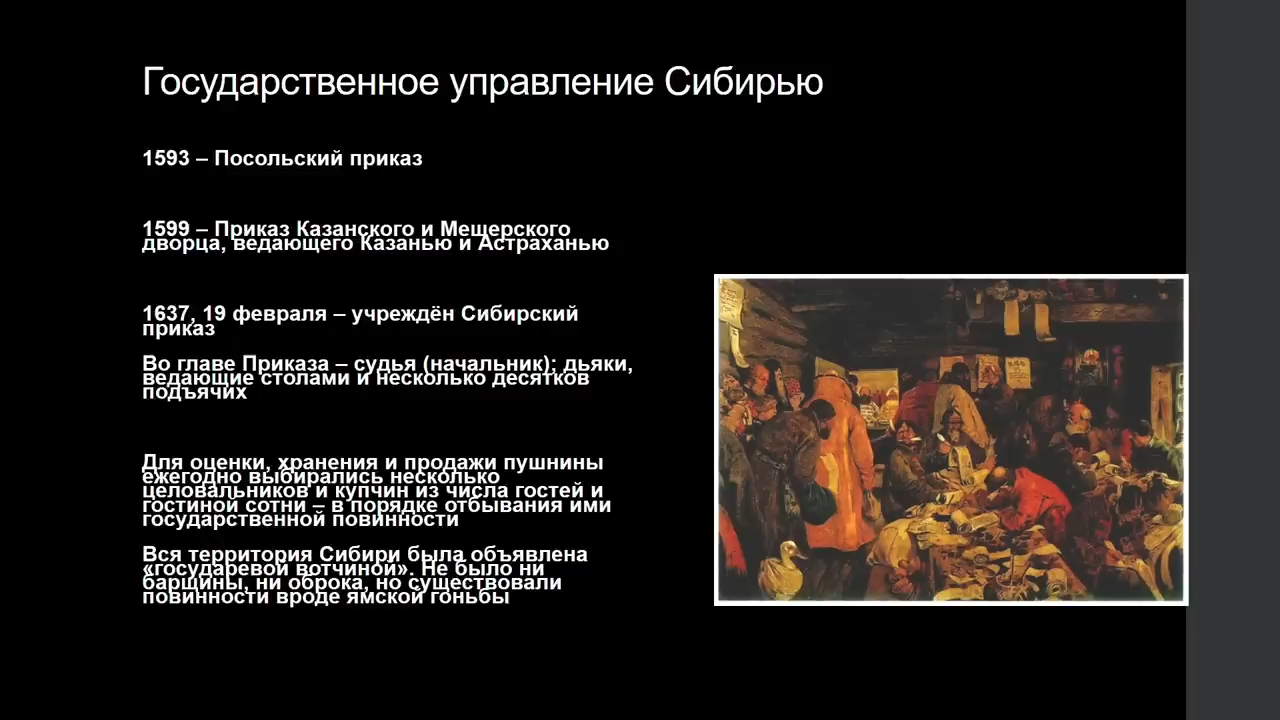 Государственное управление Сибирью
1593 – Посольский приказ
1599 – Приказ Казанского и Мещерского
дворца, ведающего Казанью и Астраханью
1637, 19 февраля – учреждён Сибирский
приказ
Во главе Приказа – судья (начальник); дьяки,
ведающие столами и несколько десятков
подъячих
Для оценки, хранения и продажи пушнины
ежегодно выбирались несколько
целовальников и купчин из числа гостей и
гостиной сотни – в порядке отбывания ими
государственной повинности
Вся территория Сибири была объявлена
«государевой вотчиной». Не было ни
барщины, ни оброка, но существовали
повинности вроде ямской гоньбы